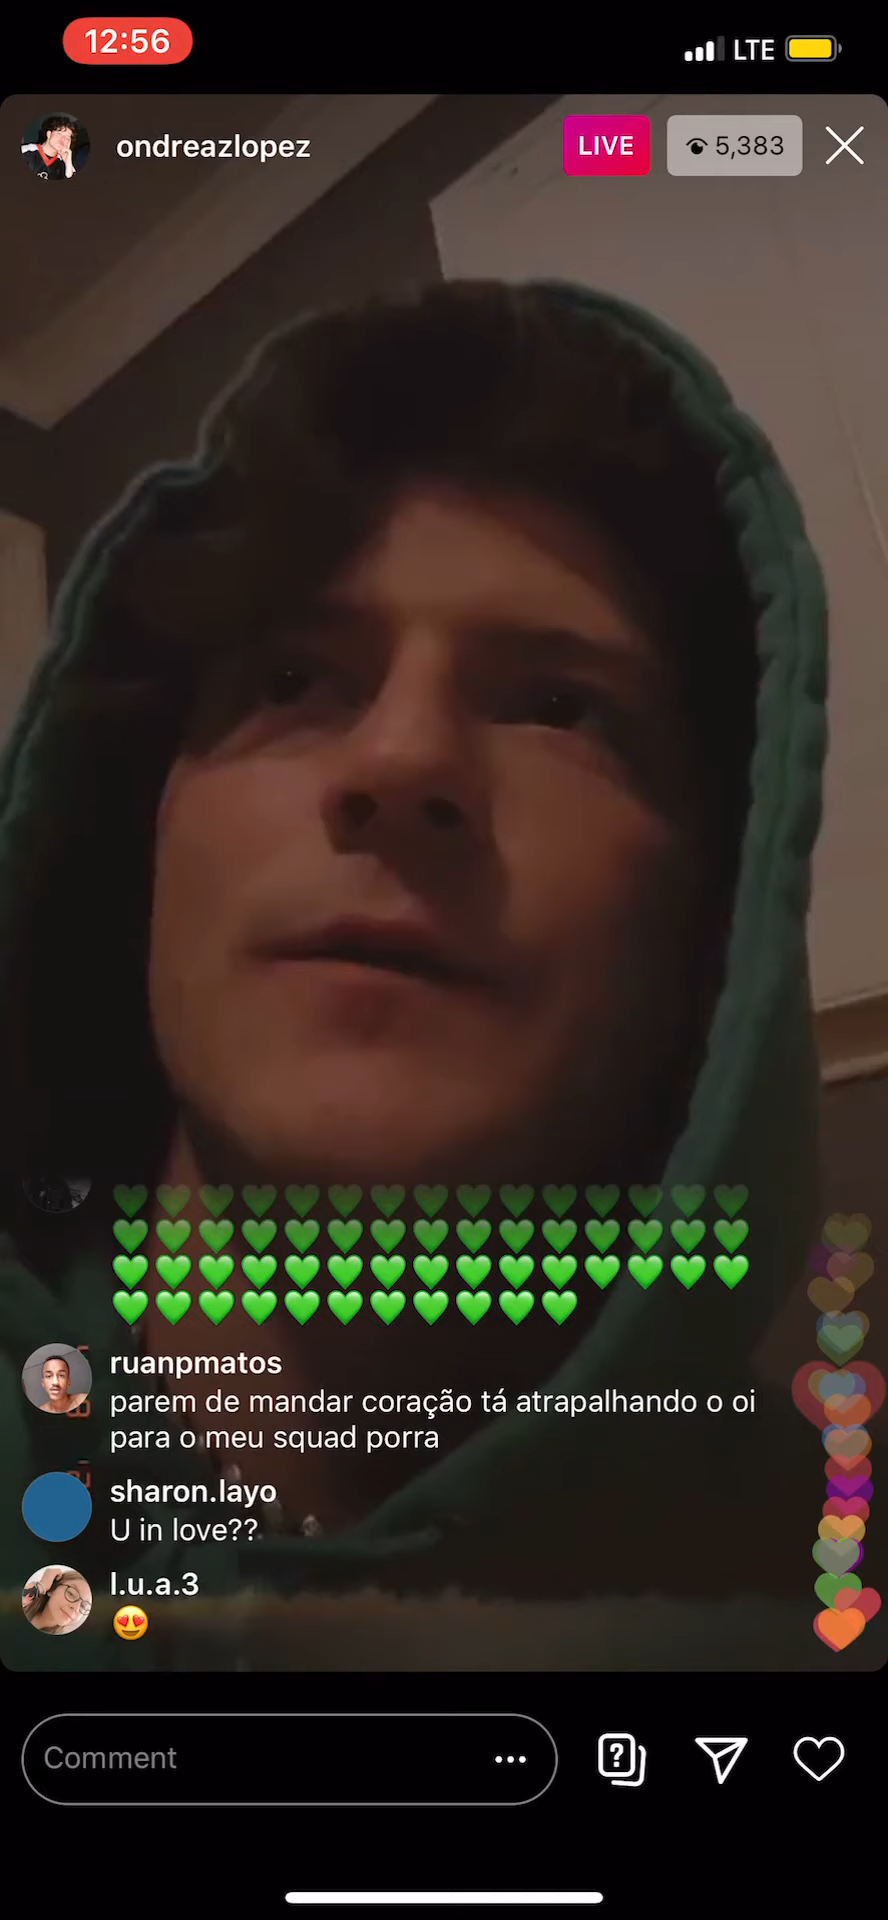 12:56
LTE
ondreazlopez
LIVE
5,383
ruanpmatos
parem de mandar coração tá atrapalhando o oi
para o meu squad porra
sharon.layo
U in love??
l.u.a.3
Comment